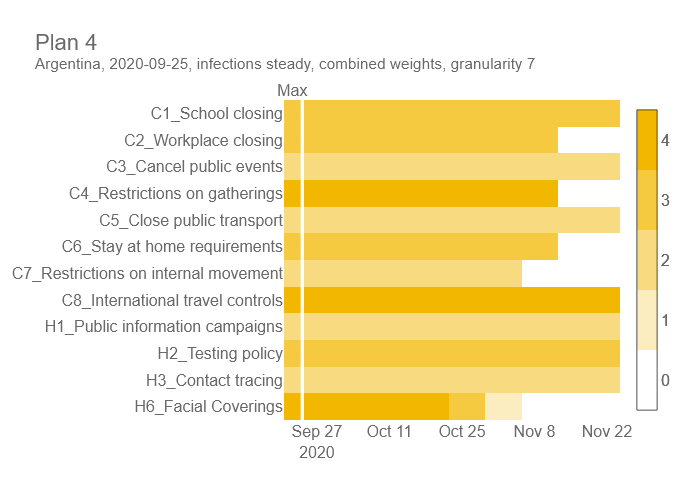 Plan 4
Argentina, 2020-09-25, infections steady, combined weights, granularity 7
Max
C1_School closing
C2_Workplace closing
C3_Cancel public events
C4_Restrictions on gatherings
C5_Close public transport
C6_Stay at home requirements
C7_Restrictions on internal movement
C8_International travel controls
H1_Public information campaigns
H2_Testing policy
H3_Contact tracing
H6_Facial Coverings
4
3
2
1
0
Sep 27 Oct 11 Oct 25 Nov 8 Nov 22
2020